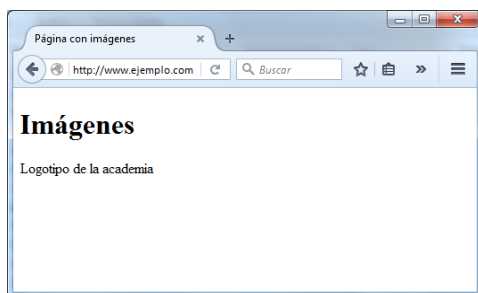 Página con imágenes
http://www.ejemplo.com
Buscar
Imágenes
Logotipo de la academia